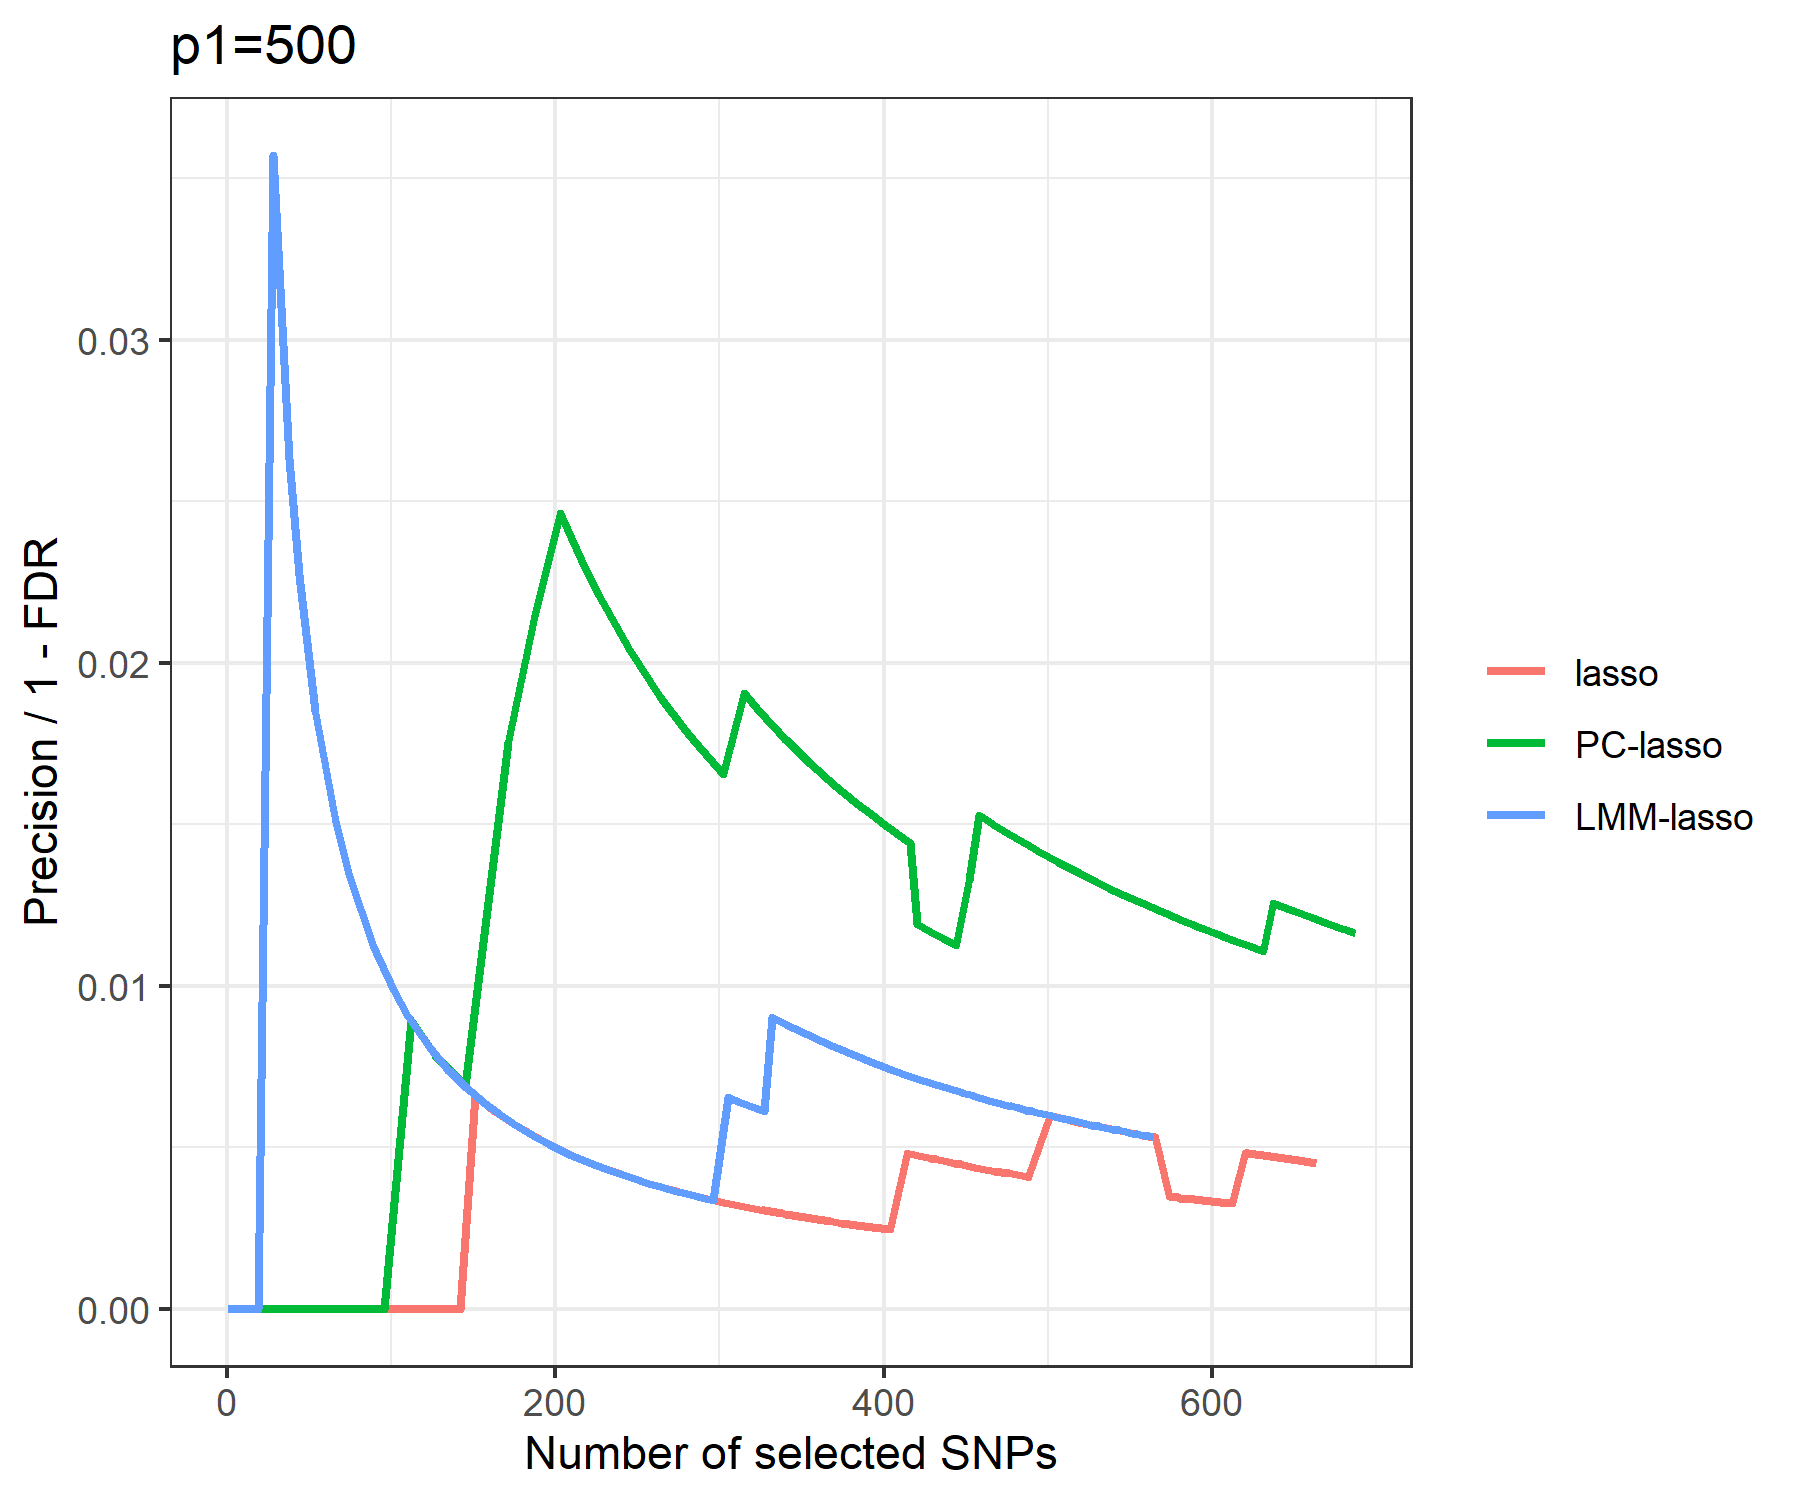 p1=500
Precision / 1 - FDR
0.03
0.02
0.01
0.00
0
200
400
600
Number of selected SNPs
lasso
PC-lasso
LMM-lasso